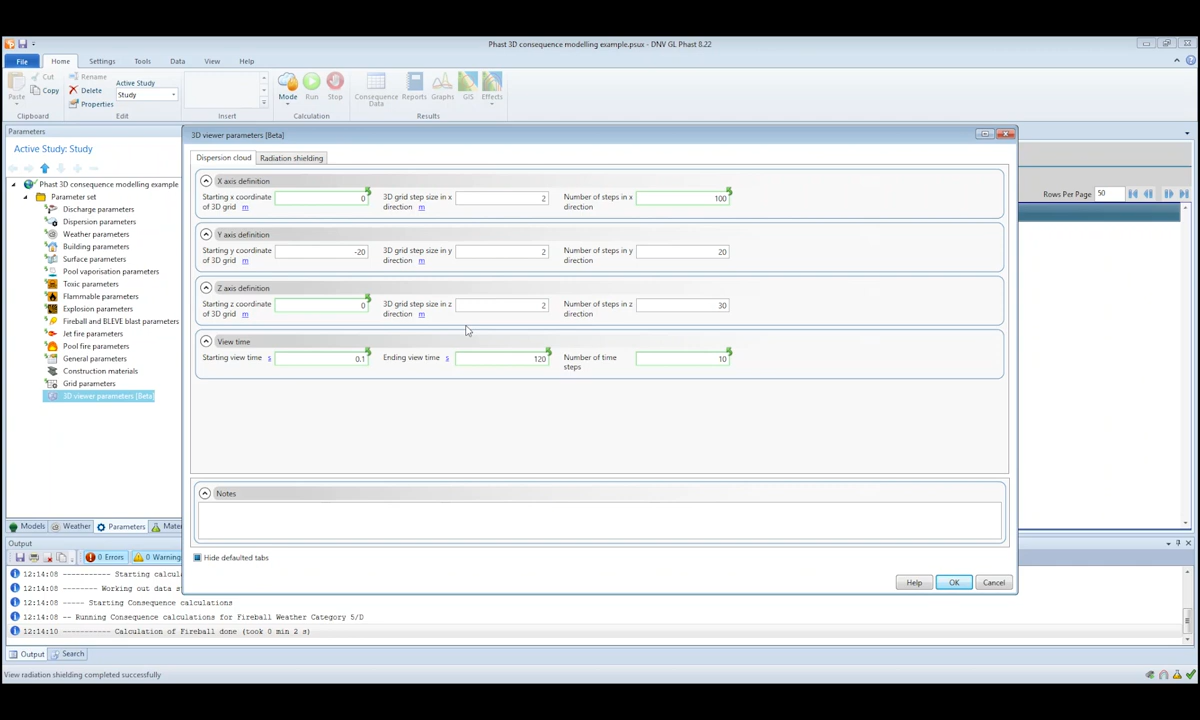 Phast 3D consequence modelling example.psux - DNV GL Phast 8.22
File Home Settings Tools Data View Help
Paste Cut Copy
Clipboard
Rename Delete Properties
Active Study
Study
Edit
Insert
Mode Run Stop
Calculation
Consequence Data Reports Graphs GIS Effects
Results
Parameters
Active Study: Study
Phast 3D consequence modelling example
Parameter set
Discharge parameters
Dispersion parameters
Weather parameters
Building parameters
Surface parameters
Pool vaporisation parameters
Toxic parameters
Flammable parameters
Explosion parameters
Fireball and BLEVE blast parameters
Jet fire parameters
Pool fire parameters
General parameters
Construction materials
Grid parameters
3D viewer parameters [Beta]
Models Weather Parameters Mater
3D viewer parameters [Beta]
Dispersion cloud Radiation shielding
X axis definition
Starting x coordinate of 3D grid m 0 3D grid step size in x direction m 2 Number of steps in x direction 100
Y axis definition
Starting y coordinate of 3D grid m -20 3D grid step size in y direction m 2 Number of steps in y direction 20
Z axis definition
Starting z coordinate of 3D grid m 0 3D grid step size in z direction m 2 Number of steps in z direction 30
View time
Starting view time s 0.1 Ending view time s 120 Number of time steps 10
Notes
Hide defaulted tabs
Help OK Cancel
Rows Per Page 50
Output
0 Errors 0 Warning
12:14:08 ----------- Starting calcula
12:14:08 -------- Working out data s
12:14:08 ----- Starting Consequence calculations
12:14:08 -- Running Consequence calculations for Fireball Weather Category 5/D
12:14:10 ----------- Calculation of Fireball done (took 0 min 2 s)
Output Search
View radiation shielding completed successfully